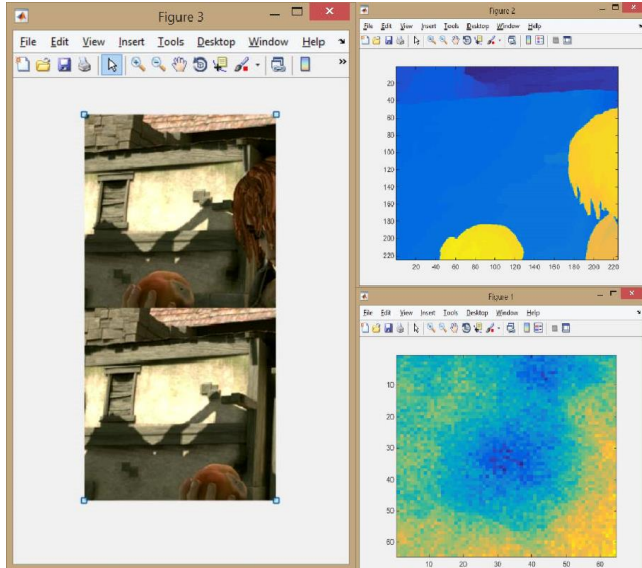 Figure 3
File Edit View Insert Tools Desktop Window Help
Figure 2
File Edit View Insert Tools Desktop Window Help
20
40
60
80
100
120
140
160
180
200
220
20 40 60 80 100 120 140 160 180 200 220
Figure 1
File Edit View Insert Tools Desktop Window Help
10
20
30
40
50
60
10 20 30 40 50 60